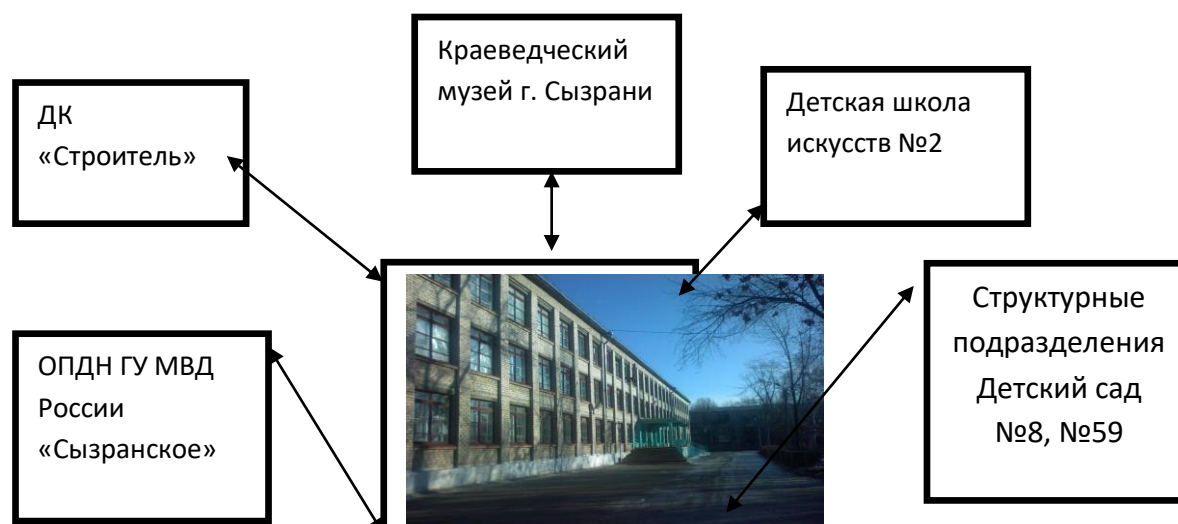 Краеведческий
музей г. Сызрани
Детская школа
искусств №2
ДК
«Строитель»
Структурные
подразделения
Детский сад
№8, №59
ОПДН ГУ МВД
России
«Сызранское»